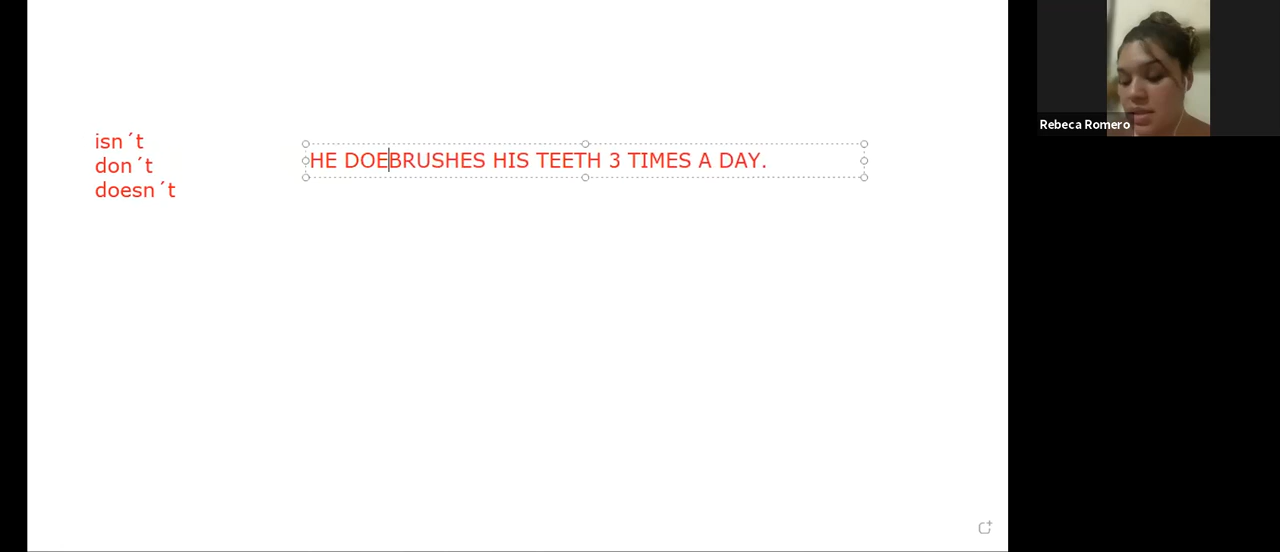 isn´t
don´t
doesn´t
HE DOEBRUSHES HIS TEETH 3 TIMES A DAY.
Rebeca Romero